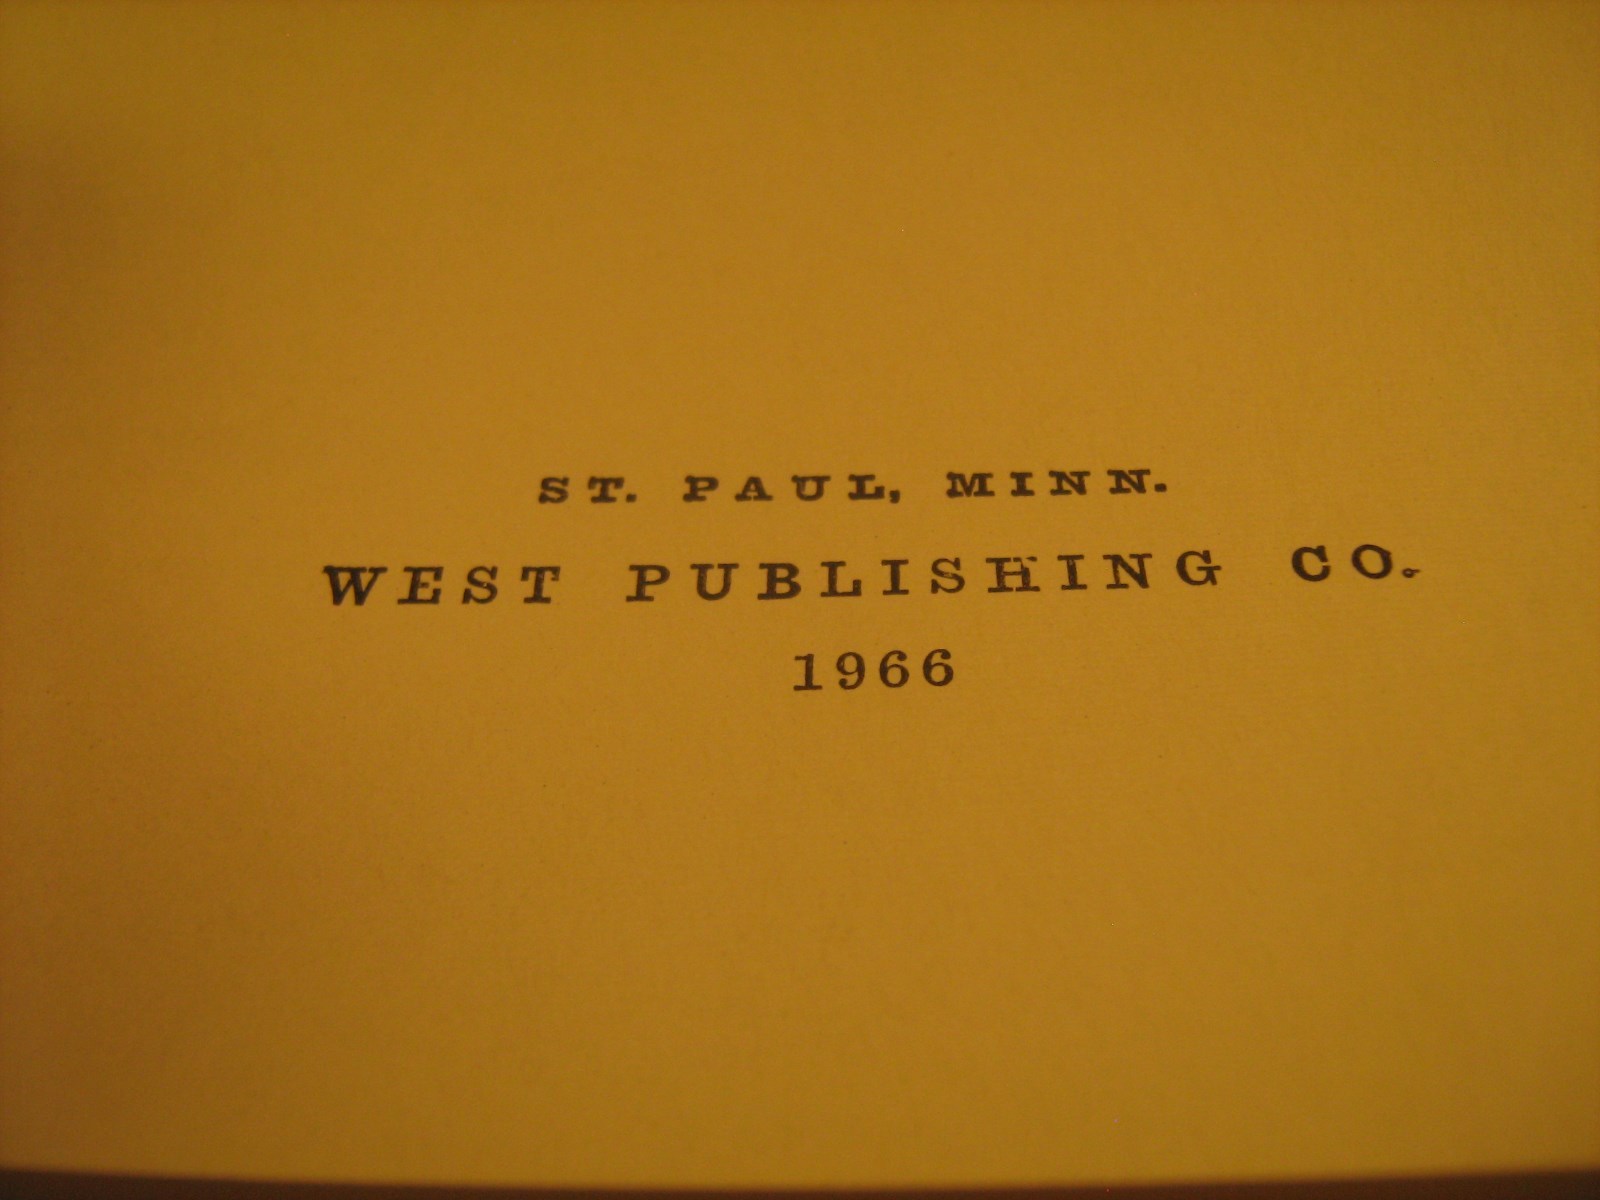 ST. PAUL, MINN.
WEST PUBLISHING CO.
1966